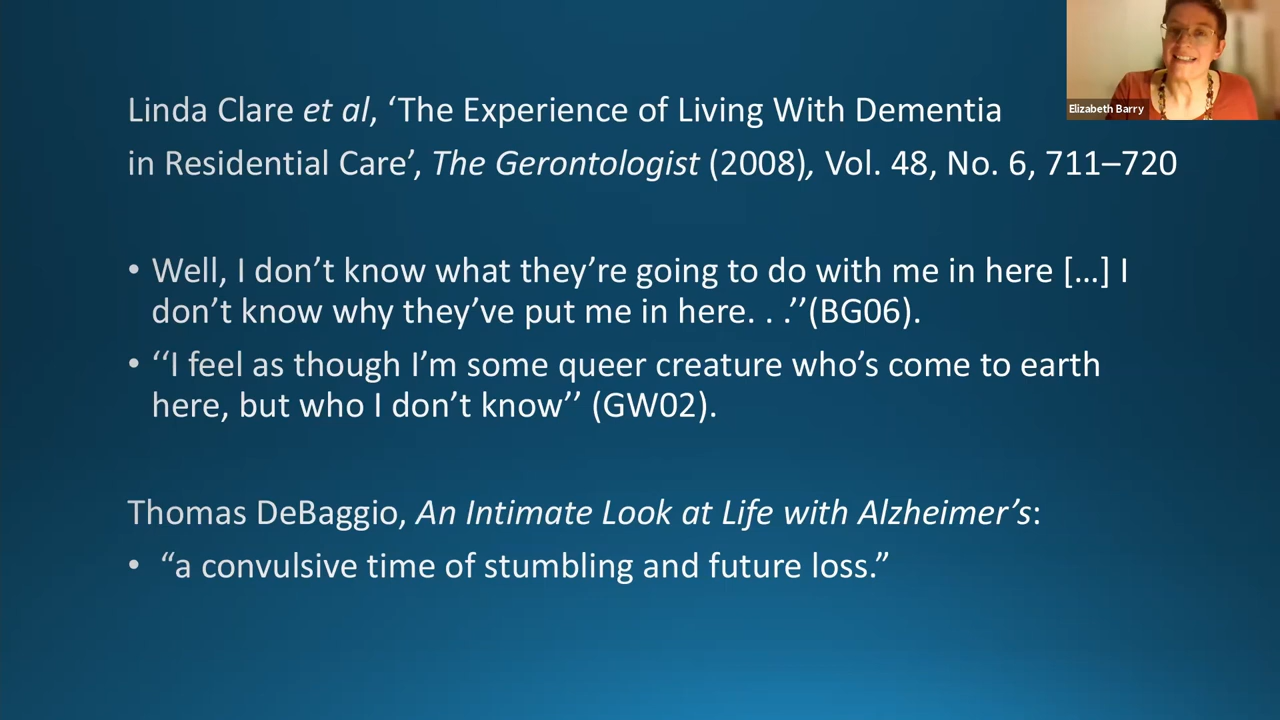 Linda Clare et al, ‘The Experience of Living With Dementia
in Residential Care’, The Gerontologist (2008), Vol. 48, No. 6, 711–720
• Well, I don’t know what they’re going to do with me in here […] I
don’t know why they’ve put me in here. . .’’(BG06).
• ‘‘I feel as though I’m some queer creature who’s come to earth
here, but who I don’t know’’ (GW02).
Thomas DeBaggio, An Intimate Look at Life with Alzheimer’s:
• “a convulsive time of stumbling and future loss.”
Elizabeth Barry